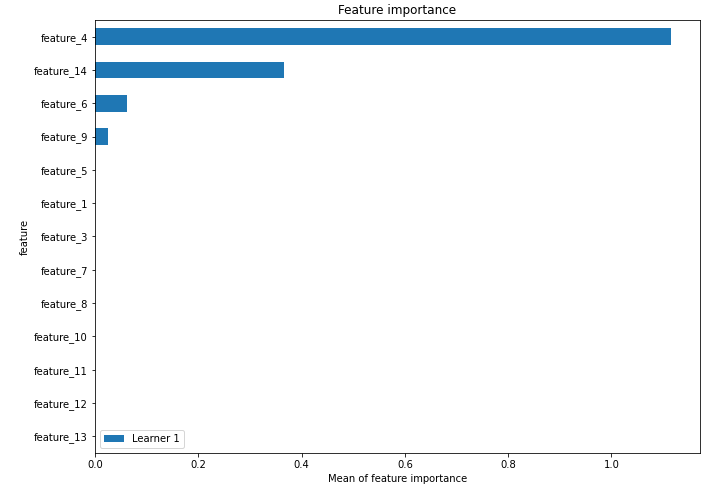 Feature importance
feature_4
feature_14
feature_6
feature_9
feature_5
feature_1
feature_3
feature_7
feature_8
feature_10
feature_11
feature_12
feature_13
feature
Learner 1
0.0 0.2 0.4 0.6 0.8 1.0
Mean of feature importance